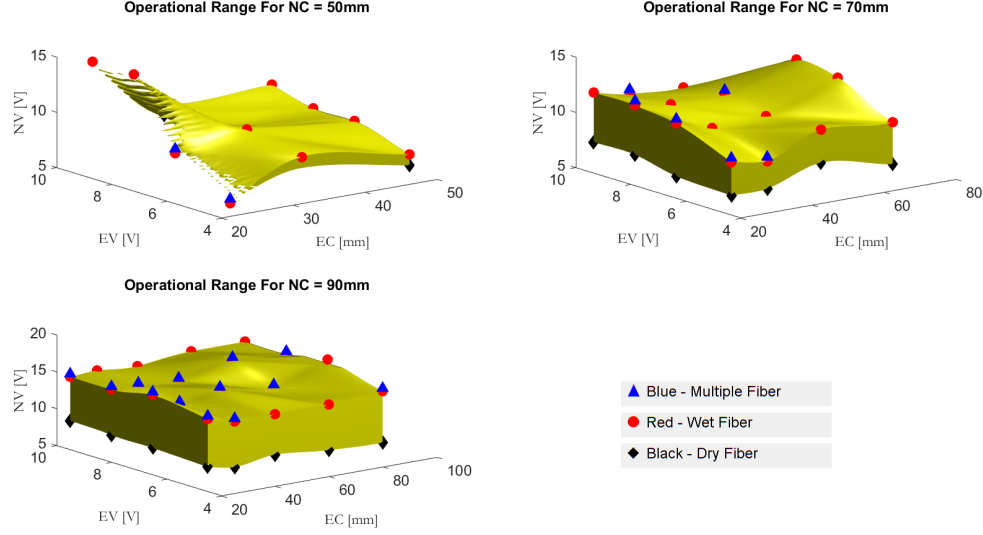 Operational Range For NC = 50mm
15
10
5
NV [V]
10
8
6
4
EV [V]
20
30
40
50
EC [mm]
Operational Range For NC = 70mm
15
10
5
NV [V]
10
8
6
4
EV [V]
20
40
60
80
EC [mm]
Operational Range For NC = 90mm
20
15
10
5
NV [V]
10
8
6
4
EV [V]
20
40
60
80
100
EC [mm]
Blue - Multiple Fiber
Red - Wet Fiber
Black - Dry Fiber